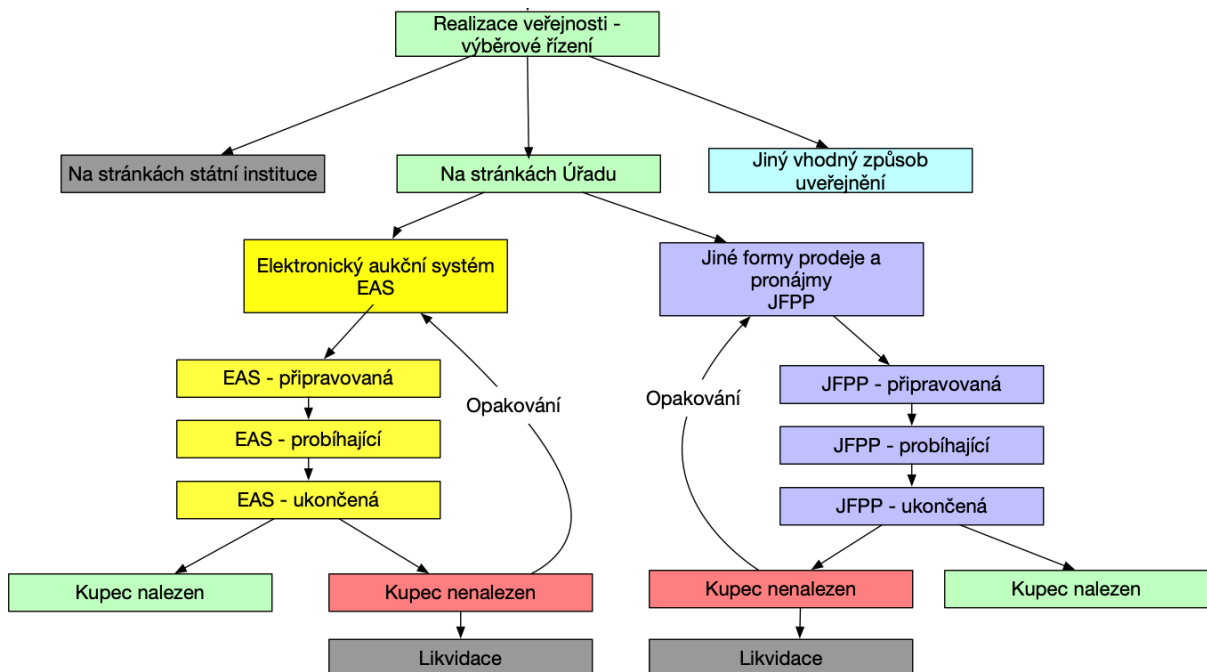 Realizace veřejnosti -
výběrové řízení
Na stránkách státní instituce
Na stránkách Úřadu
Jiný vhodný způsob
uveřejnění
Elektronický aukční systém
EAS
Jiné formy prodeje a
pronájmy
JFPP
EAS - připravovaná
JFPP - připravovaná
Opakování
Opakování
EAS - probíhající
JFPP - probíhající
EAS - ukončená
JFPP - ukončená
Kupec nalezen
Kupec nenalezen
Kupec nenalezen
Kupec nalezen
Likvidace
Likvidace